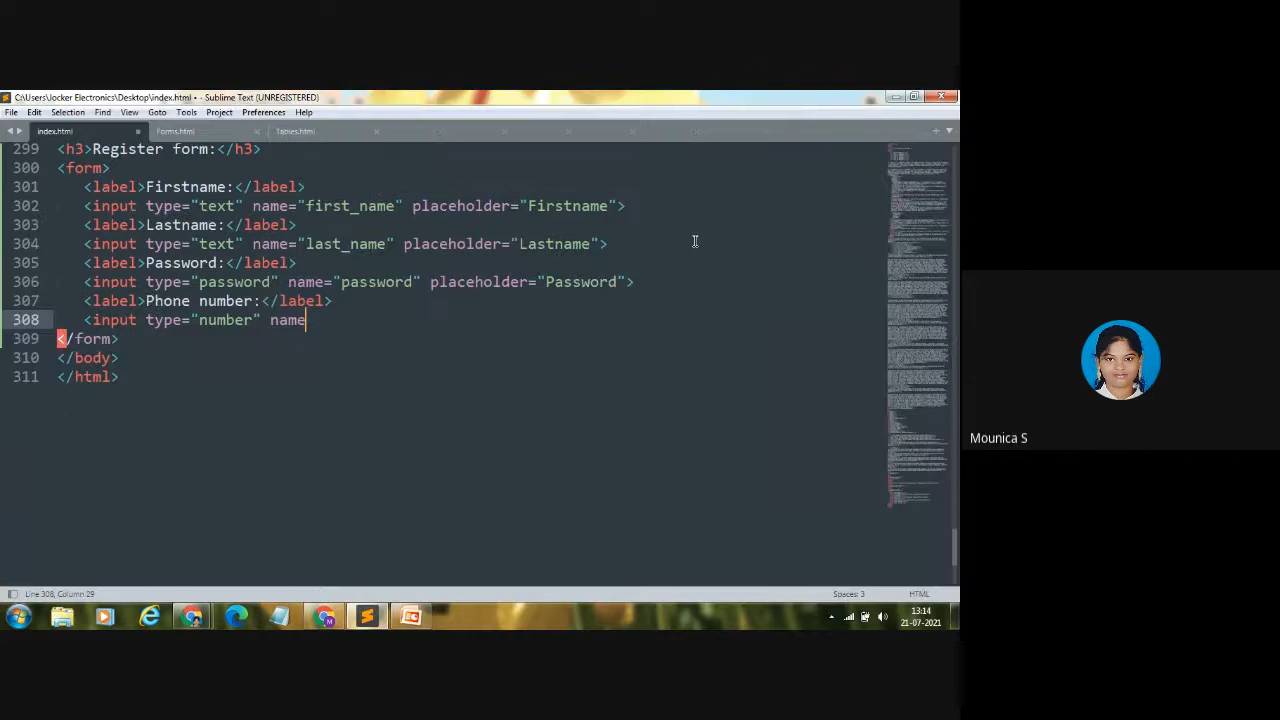 C:\Users\Jocker Electronics\Desktop\index.html • - Sublime Text (UNREGISTERED)
File Edit Selection Find View Goto Tools Project Preferences Help
index.html Forms.html Tables.html
299 <h3>Register form:</h3>
300 <form>
301 <label>Firstname:</label>
302 <input type="text" name="first_name" placeholder="Firstname">
303 <label>Lastname:</label>
304 <input type="text" name="last_name" placeholder="Lastname">
305 <label>Password:</label>
306 <input type="password" name="password" placeholder="Password">
307 <label>Phone number:</label>
308 <input type="number" name
309 </form>
310 </body>
311 </html>
Mounica S
Line 308, Column 29 Spaces: 3 HTML
13:14
21-07-2021